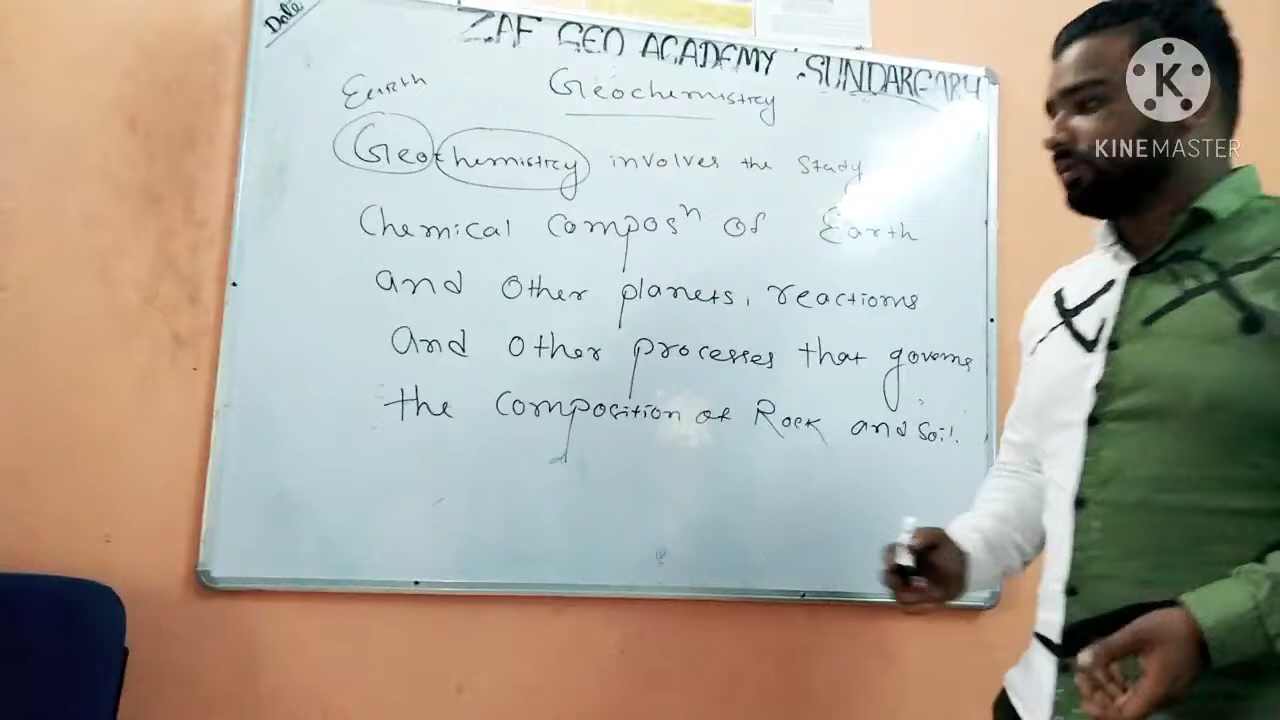 Date
ZAF GEO ACADEMY SUNDARGARH
Earth
Geochemistry
Geochemistry involves the Study
Chemical Composn of Earth
and other planets, reactions
and other processes that governs
the Composition of Rock and Soil.
K
KINEMASTER